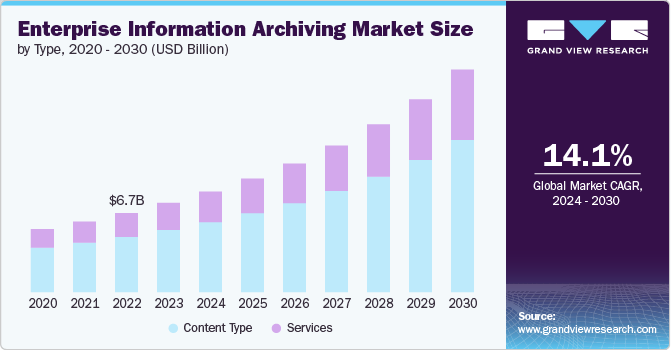 Enterprise Information Archiving Market Size
by Type, 2020 - 2030 (USD Billion)
$6.7B
2020 2021 2022 2023 2024 2025 2026 2027 2028 2029 2030
Content Type Services
GRAND VIEW RESEARCH
14.1%
Global Market CAGR,
2024 - 2030
Source:
www.grandviewresearch.com